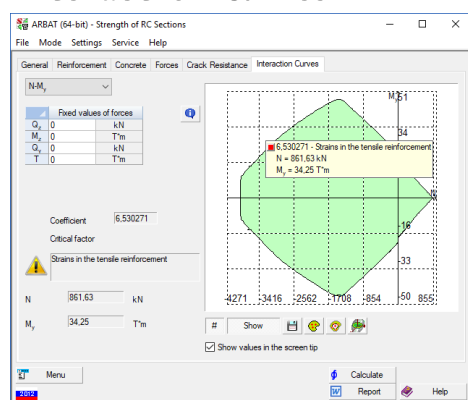 ARBAT (64-bit) - Strength of RC Sections
File Mode Settings Service Help
General Reinforcement Concrete Forces Crack Resistance Interaction Curves
N-My
Fixed values of forces
Qz 0 kN
Mz 0 T*m
Qy 0 kN
T 0 T*m
Coefficient 6,530271
Critical factor
Strains in the tensile reinforcement
N 861,63 kN
My 34,25 T*m
My51
34
6,530271 - Strains in the tensile reinforcement
N = 861,63 kN
My = 34,25 T*m
N
-16
-33
-4271 -3416 -2562 -1708 -854 -50 855
# Show
Show values in the screen tip
Menu Calculate
2012 Report Help